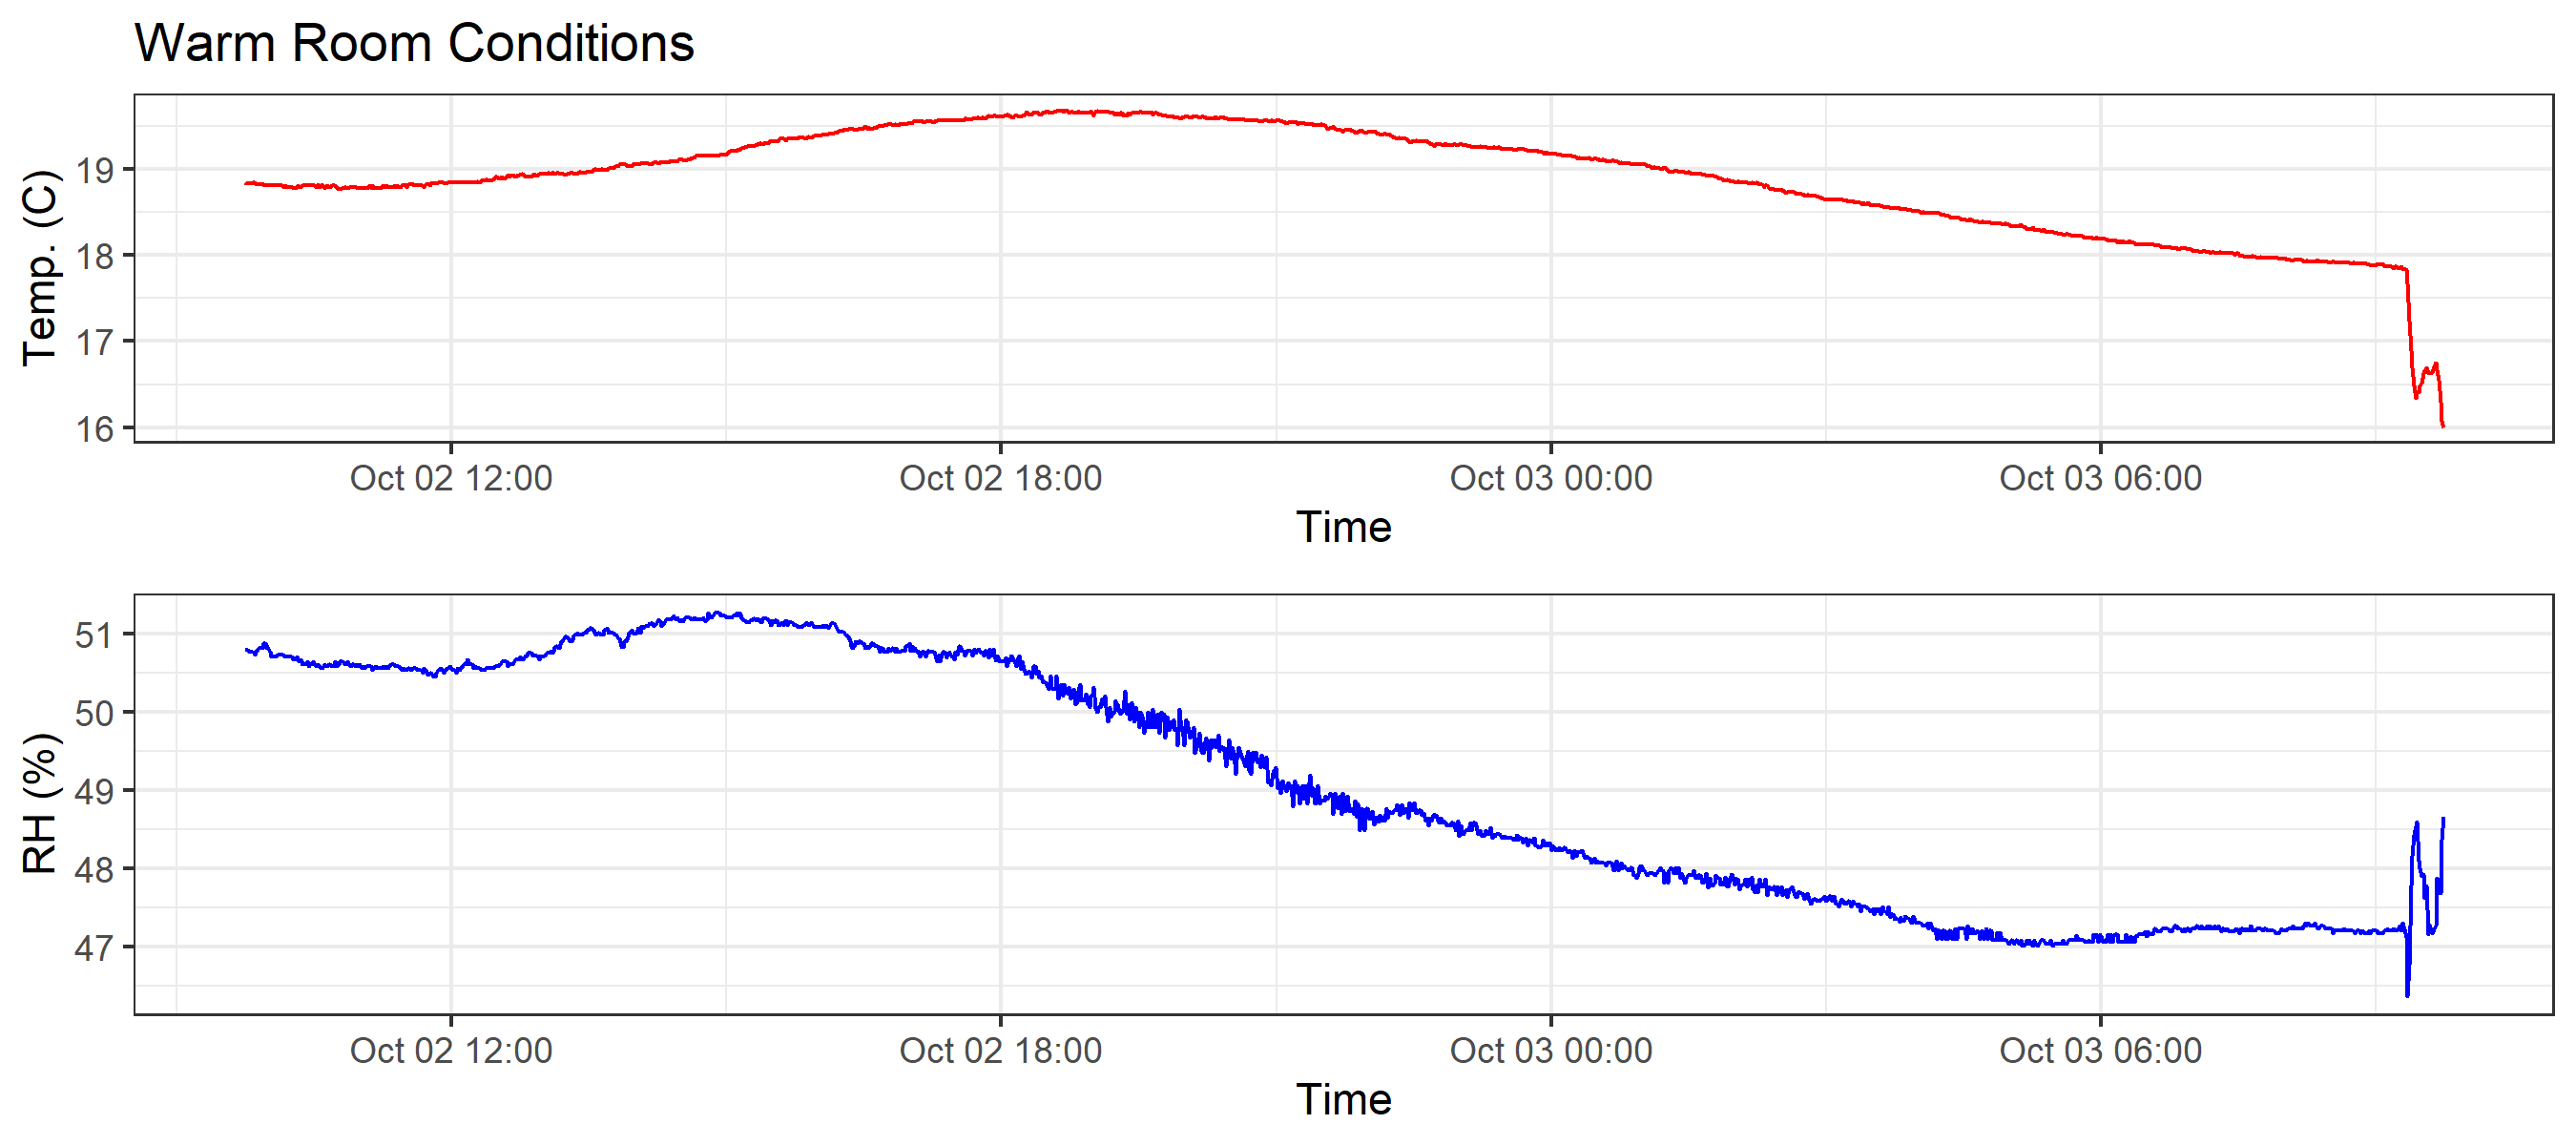 Warm Room Conditions
Temp. (C)
19
18
17
16
Oct 02 12:00 Oct 02 18:00 Oct 03 00:00 Oct 03 06:00
Time
RH (%)
51
50
49
48
47
Oct 02 12:00 Oct 02 18:00 Oct 03 00:00 Oct 03 06:00
Time